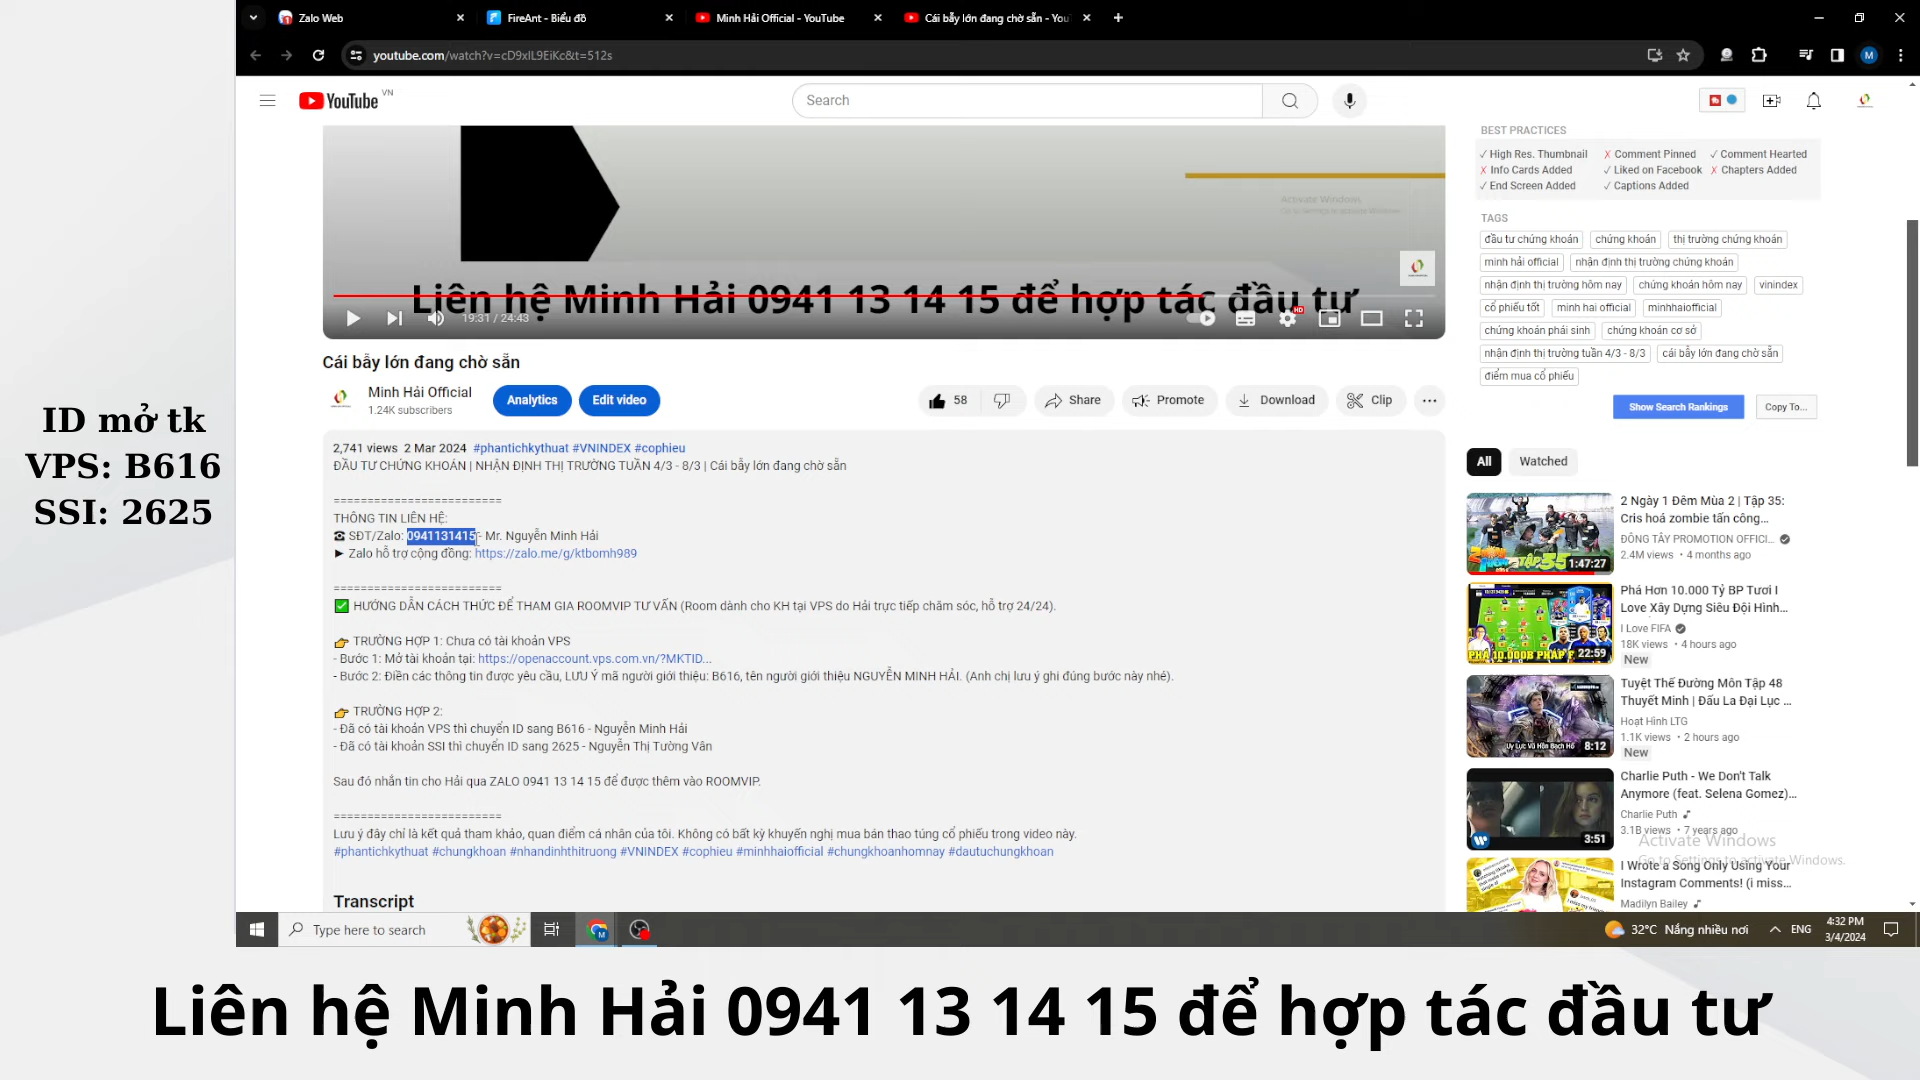 Zalo Web
FireAnt - Biểu đồ
Minh Hải Official - YouTube
Cái bẫy lớn đang chờ sẵn - You
youtube.com/watch?v=cD9xlL9EiKc&t=512s
M
YouTube VN
Search
Activate Windows
Liên hệ Minh Hải 0941 13 14 15 để hợp tác đầu tư
19:31 / 24:43
HD
Cái bẫy lớn đang chờ sẵn
Minh Hải Official
1.24K subscribers
Analytics
Edit video
58
Share
Promote
Download
Clip
2,741 views 2 Mar 2024 #phantichkythuat #VNINDEX #cophieu
ĐẦU TƯ CHỨNG KHOÁN | NHẬN ĐỊNH THỊ TRƯỜNG TUẦN 4/3 - 8/3 | Cái bẫy lớn đang chờ sẵn
=========================
THÔNG TIN LIÊN HỆ:
☎ SĐT/Zalo: 0941131415 - Mr. Nguyễn Minh Hải
► Zalo hỗ trợ cộng đồng: https://zalo.me/g/ktbomh989
=========================
✅ HƯỚNG DẪN CÁCH THỨC ĐỂ THAM GIA ROOMVIP TƯ VẤN (Room dành cho KH tại VPS do Hải trực tiếp chăm sóc, hỗ trợ 24/24).
👉 TRƯỜNG HỢP 1: Chưa có tài khoản VPS
- Bước 1: Mở tài khoản tại: https://openaccount.vps.com.vn/?MKTID...
- Bước 2: Điền các thông tin được yêu cầu, LƯU Ý mã người giới thiệu: B616, tên người giới thiệu NGUYỄN MINH HẢI. (Anh chị lưu ý ghi đúng bước này nhé).
👉 TRƯỜNG HỢP 2:
- Đã có tài khoản VPS thì chuyển ID sang B616 - Nguyễn Minh Hải
- Đã có tài khoản SSI thì chuyển ID sang 2625 - Nguyễn Thị Tường Vân
Sau đó nhắn tin cho Hải qua ZALO 0941 13 14 15 để được thêm vào ROOMVIP.
=========================
Lưu ý đây chỉ là kết quả tham khảo, quan điểm cá nhân của tôi. Không có bất kỳ khuyến nghị mua bán thao túng cổ phiếu trong video này.
#phantichkythuat #chungkhoan #nhandinhthitruong #VNINDEX #cophieu #minhhaiofficial #chungkhoanhomnay #dautuchungkhoan
Transcript
BEST PRACTICES
✓ High Res. Thumbnail ✗ Comment Pinned ✓ Comment Hearted
✗ Info Cards Added ✓ Liked on Facebook ✗ Chapters Added
✓ End Screen Added ✓ Captions Added
TAGS
đầu tư chứng khoán chứng khoán thị trường chứng khoán
minh hải official nhận định thị trường chứng khoán
nhận định thị trường hôm nay chứng khoán hôm nay vinindex
cổ phiếu tốt minh hai official minhhaiofficial
chứng khoán phái sinh chứng khoán cơ sở
nhận định thị trường tuần 4/3 - 8/3 cái bẫy lớn đang chờ sẵn
điểm mua cổ phiếu
Show Search Rankings
Copy To...
All
Watched
TẬP 35
1:47:27
2 Ngày 1 Đêm Mùa 2 | Tập 35:
Cris hoá zombie tấn công...
ĐÔNG TÂY PROMOTION OFFICI...
2.4M views • 4 months ago
22:59
Phá Hơn 10.000 Tỷ BP Tươi I
Love Xây Dựng Siêu Đội Hình...
I Love FIFA
18K views • 4 hours ago
New
Uy Lực Vũ Hồn Bạch Hổ
8:12
Tuyệt Thế Đường Môn Tập 48
Thuyết Minh | Đấu La Đại Lục ...
Hoạt Hình LTG
1.1K views • 2 hours ago
New
3:51
Charlie Puth - We Don't Talk
Anymore (feat. Selena Gomez)...
Charlie Puth
3.1B views • 7 years ago
Activate Windows
Go to Settings to activate Windows.
I Wrote a Song Only Using Your
Instagram Comments! (i miss...
Madilyn Bailey
Type here to search
32°C Nắng nhiều nơi
ENG
4:32 PM
3/4/2024
ID mở tk
VPS: B616
SSI: 2625
Liên hệ Minh Hải 0941 13 14 15 để hợp tác đầu tư